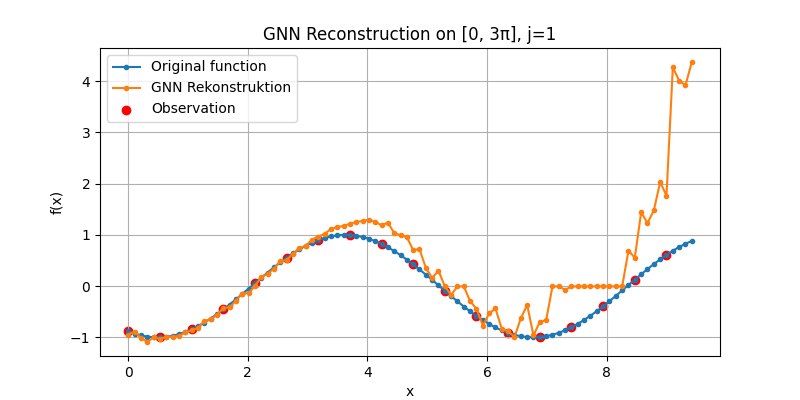 GNN Reconstruction on [0, 3π], j=1
Original function
GNN Rekonstruktion
Observation
f(x)
4
3
2
1
0
−1
0
2
4
6
8
x